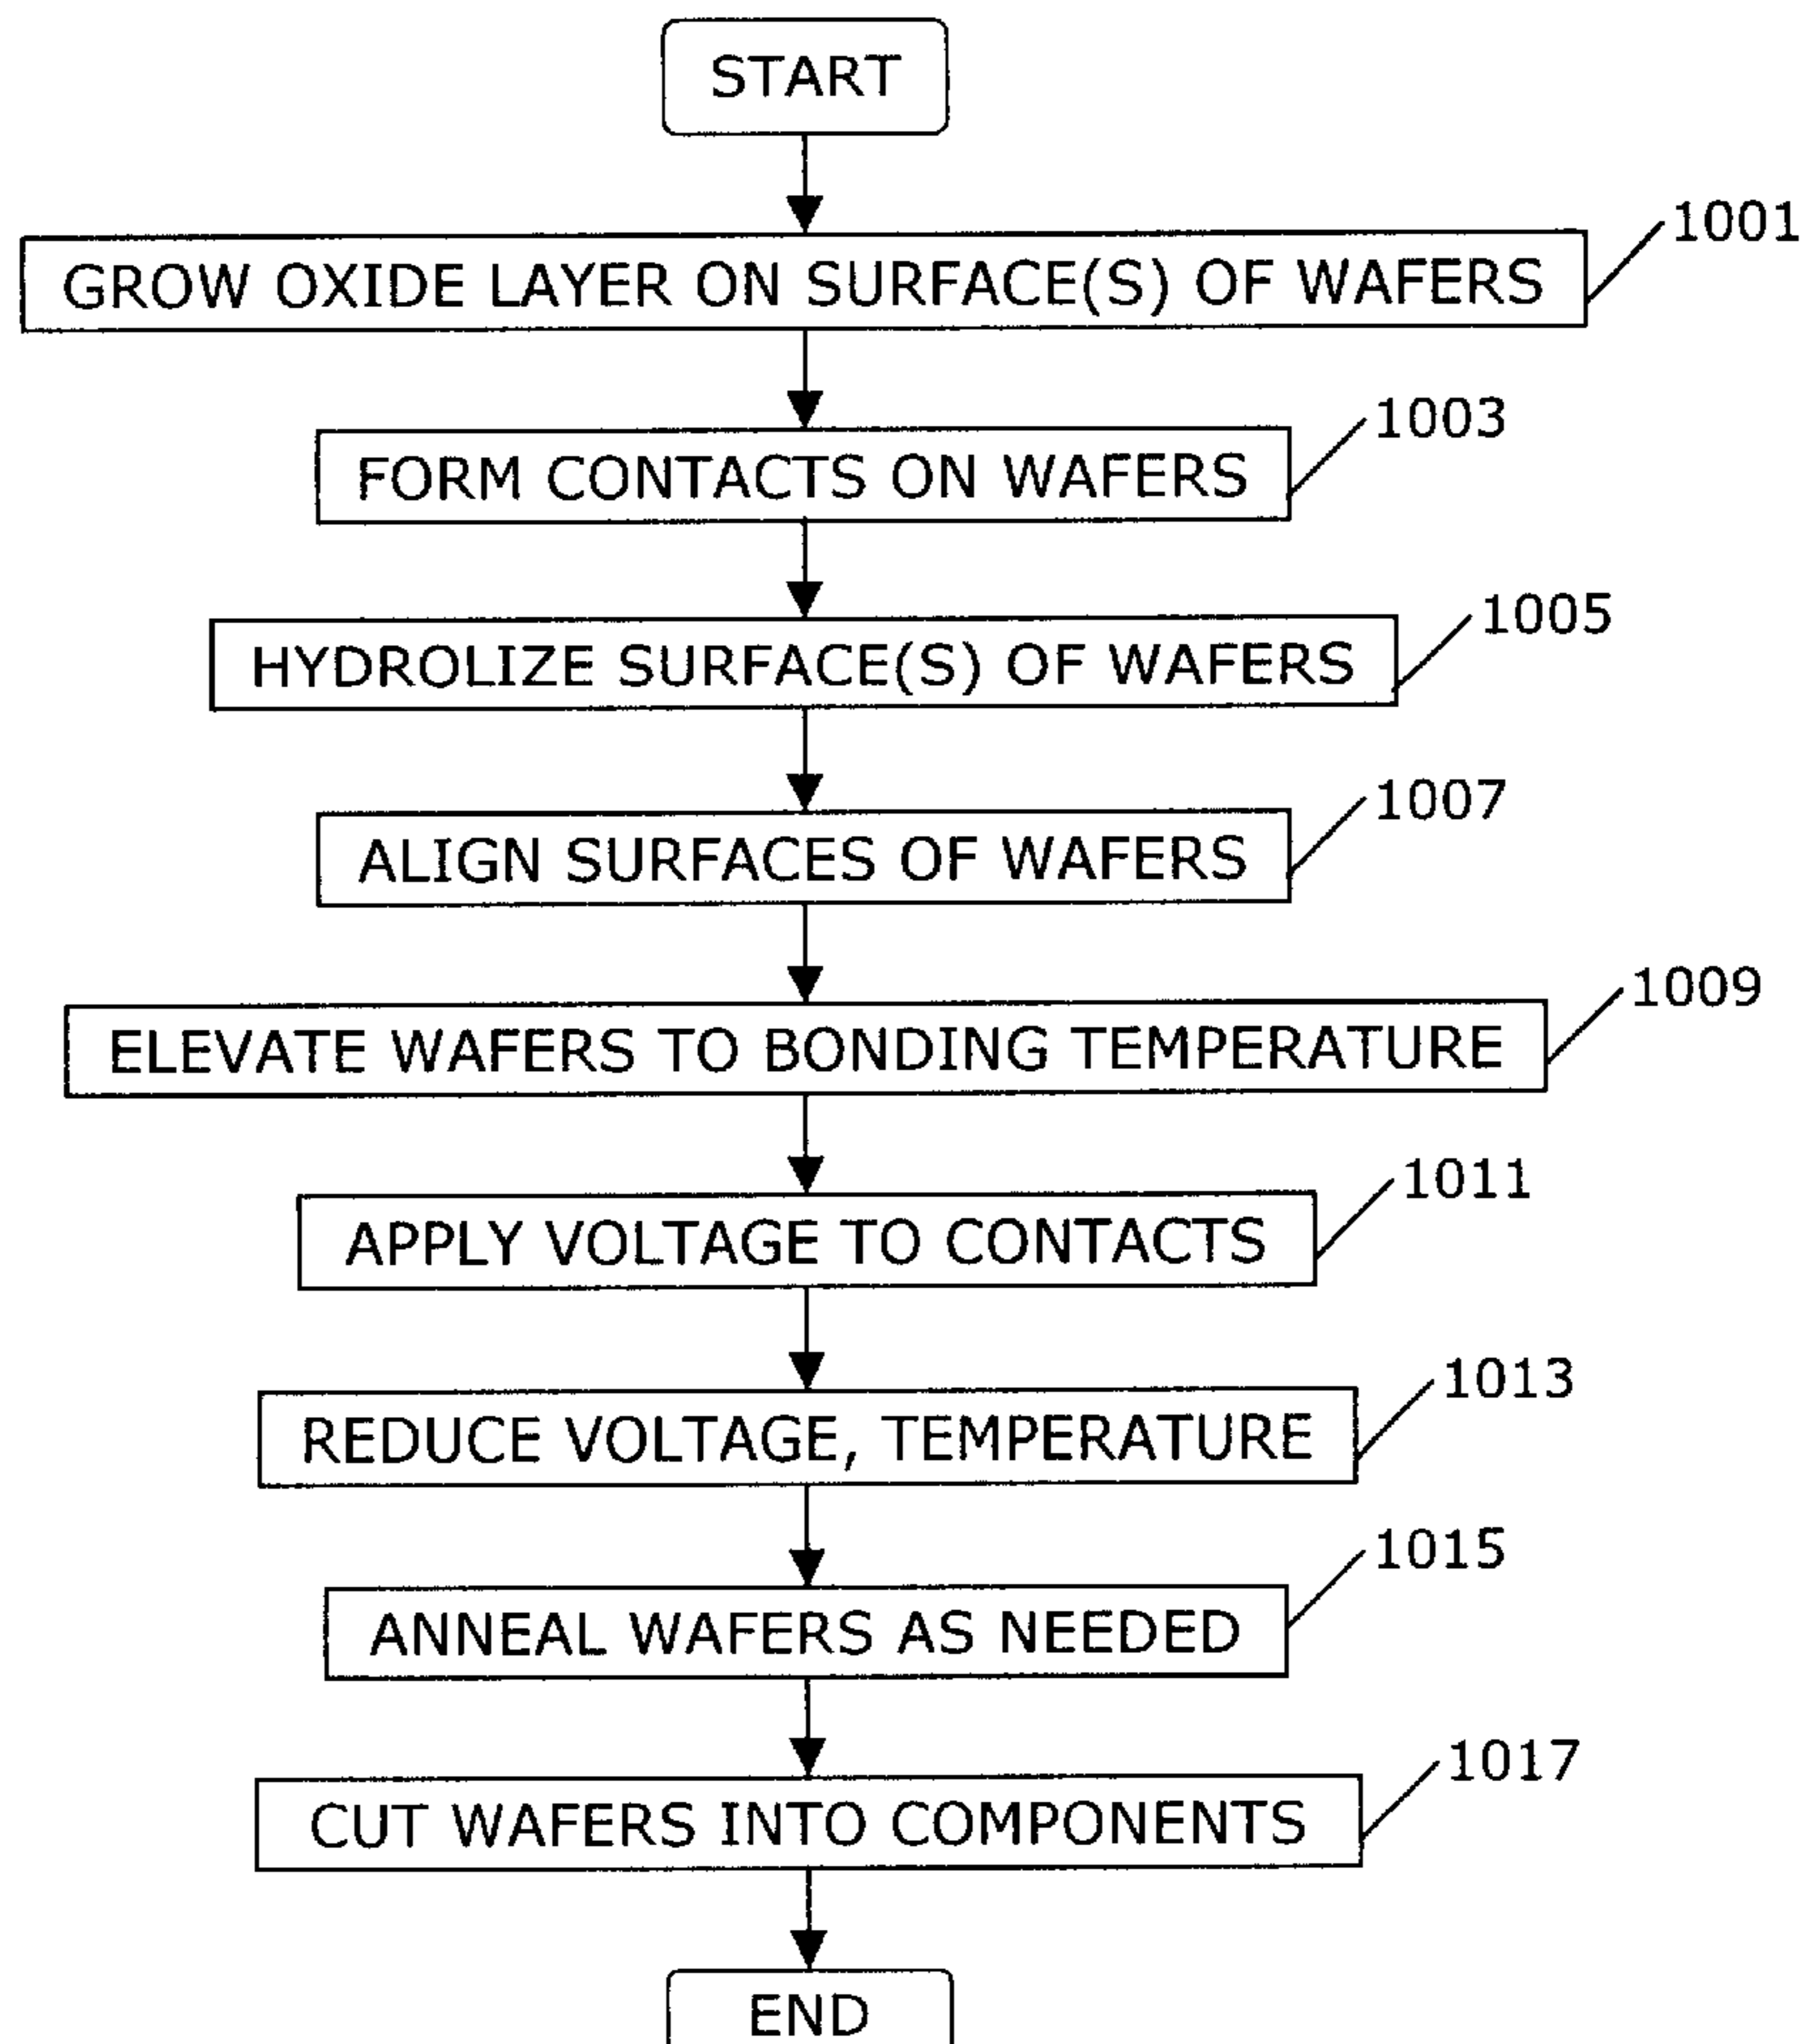 START
1001
GROW OXIDE LAYER ON SURFACE(S) OF WAFERS
1003
FORM CONTACTS ON WAFERS
1005
HYDROLIZE SURFACE(S) OF WAFERS
1007
ALIGN SURFACES OF WAFERS
1009
ELEVATE WAFERS TO BONDING TEMPERATURE
1011
APPLY VOLTAGE TO CONTACTS
1013
REDUCE VOLTAGE, TEMPERATURE
1015
ANNEAL WAFERS AS NEEDED
1017
CUT WAFERS INTO COMPONENTS
END